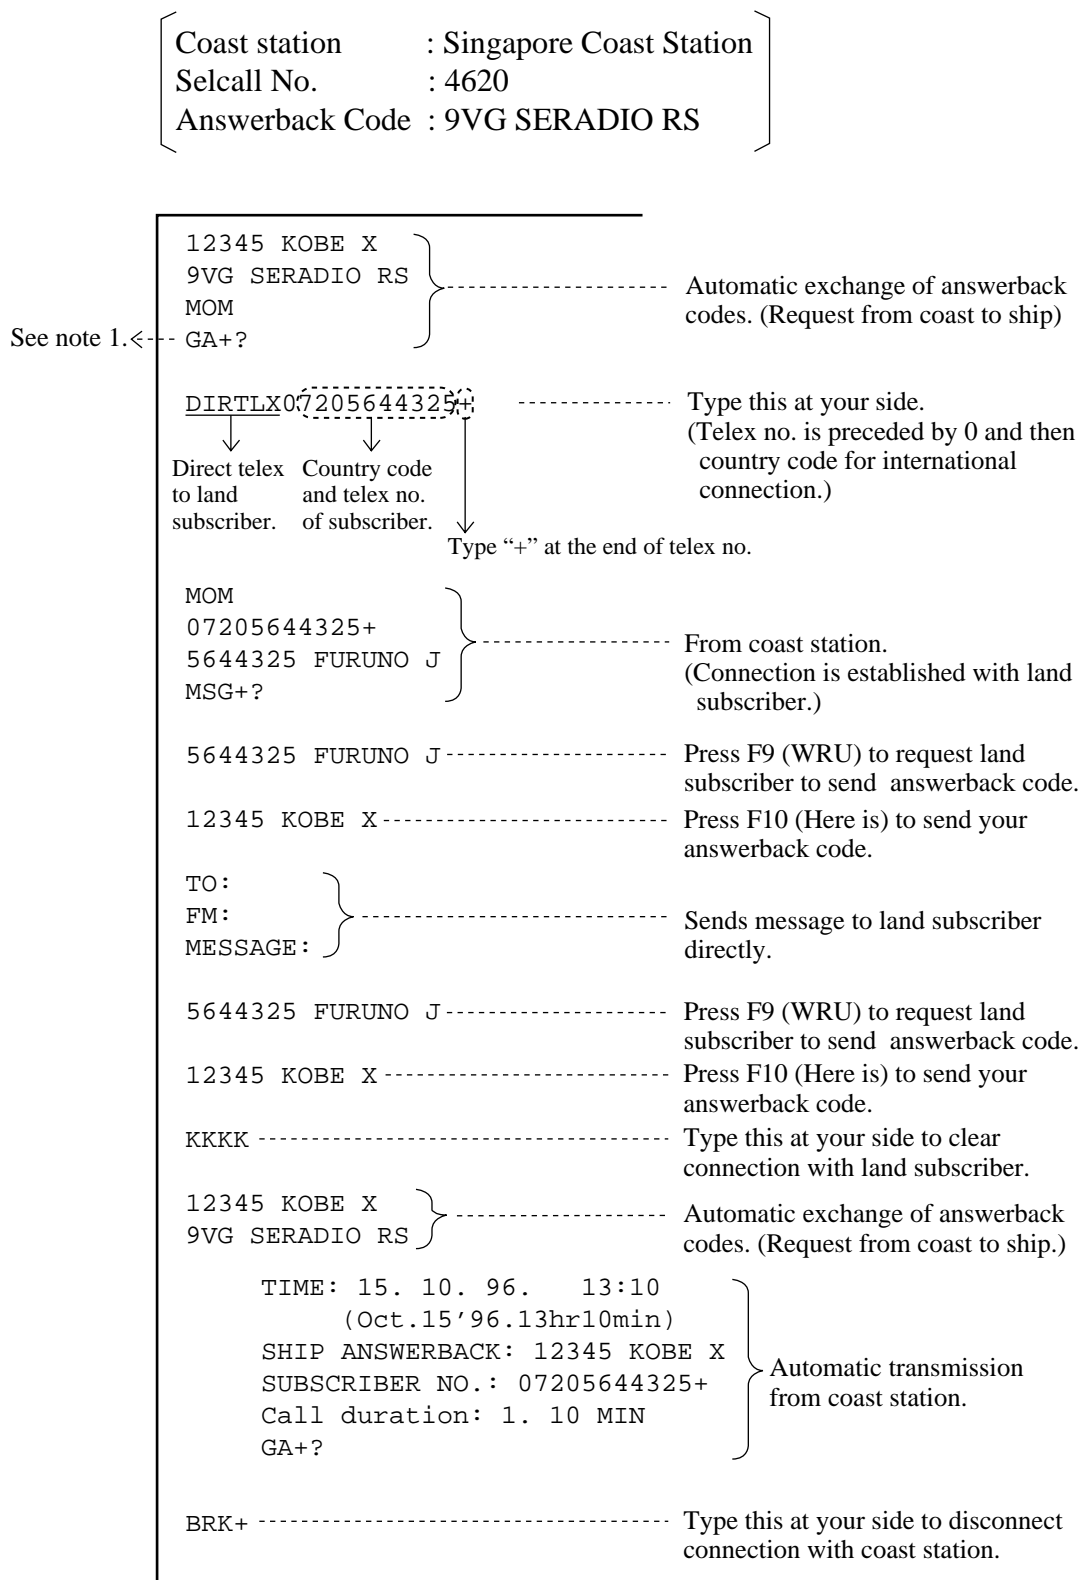 Coast station : Singapore Coast Station
Selcall No. : 4620
Answerback Code : 9VG SERADIO RS
12345 KOBE X
9VG SERADIO RS
MOM
GA+?
See note 1.
Automatic exchange of answerback
codes. (Request from coast to ship)
DIRTLX07205644325+
Type this at your side.
(Telex no. is preceded by 0 and then
country code for international
connection.)
Direct telex
to land
subscriber.
Country code
and telex no.
of subscriber.
Type “+” at the end of telex no.
MOM
07205644325+
5644325 FURUNO J
MSG+?
From coast station.
(Connection is established with land
subscriber.)
5644325 FURUNO J
Press F9 (WRU) to request land
subscriber to send answerback code.
12345 KOBE X
Press F10 (Here is) to send your
answerback code.
TO:
FM:
MESSAGE:
Sends message to land subscriber
directly.
5644325 FURUNO J
Press F9 (WRU) to request land
subscriber to send answerback code.
12345 KOBE X
Press F10 (Here is) to send your
answerback code.
KKKK
Type this at your side to clear
connection with land subscriber.
12345 KOBE X
9VG SERADIO RS
Automatic exchange of answerback
codes. (Request from coast to ship.)
TIME: 15. 10. 96. 13:10
(Oct.15’96.13hr10min)
SHIP ANSWERBACK: 12345 KOBE X
SUBSCRIBER NO.: 07205644325+
Call duration: 1. 10 MIN
GA+?
Automatic transmission
from coast station.
BRK+
Type this at your side to disconnect
connection with coast station.